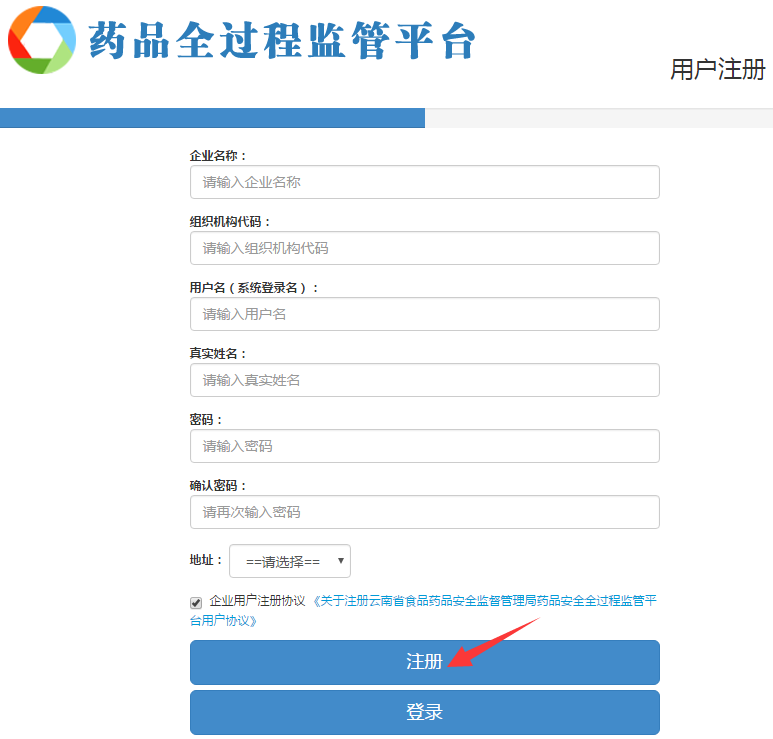 药品全过程监管平台
用户注册
企业名称：
请输入企业名称
组织机构代码：
请输入组织机构代码
用户名（系统登录名）：
请输入用户名
真实姓名：
请输入真实姓名
密码：
请输入密码
确认密码：
请再次输入密码
地址： ==请选择==
企业用户注册协议 《关于注册云南省食品药品安全监督管理局药品安全全过程监管平
台用户协议》
注册
登录